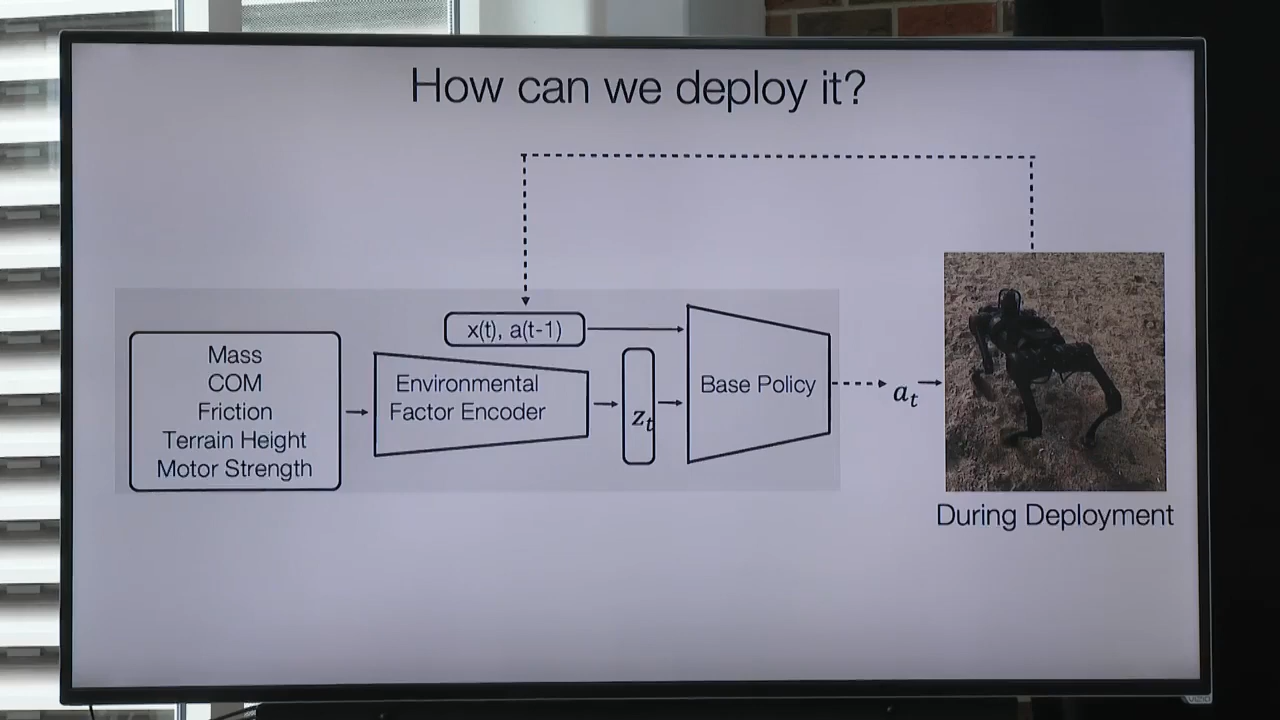 How can we deploy it?
x(t), a(t-1)
Mass
COM
Friction
Terrain Height
Motor Strength
Environmental
Factor Encoder
z_t
Base Policy
a_t
During Deployment